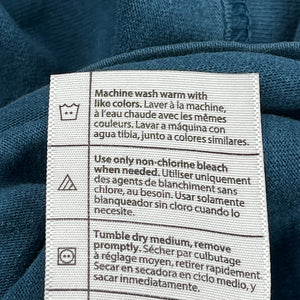 Machine wash warm with
like colors. Laver à la machine,
à l'eau chaude avec les mêmes
couleurs. Lavar a máquina con
agua tibia, junto a colores similares.
Use only non-chlorine bleach
when needed. Utiliser uniquement
des agents de blanchiment sans
chlore, au besoin. Usar solamente
blanqueador sin cloro cuando lo
necesite.
Tumble dry medium, remove
promptly. Sécher par culbutage
à réglage moyen, retirer rapidement.
Secar en secadora en ciclo medio, y
sacar inmediatamente.